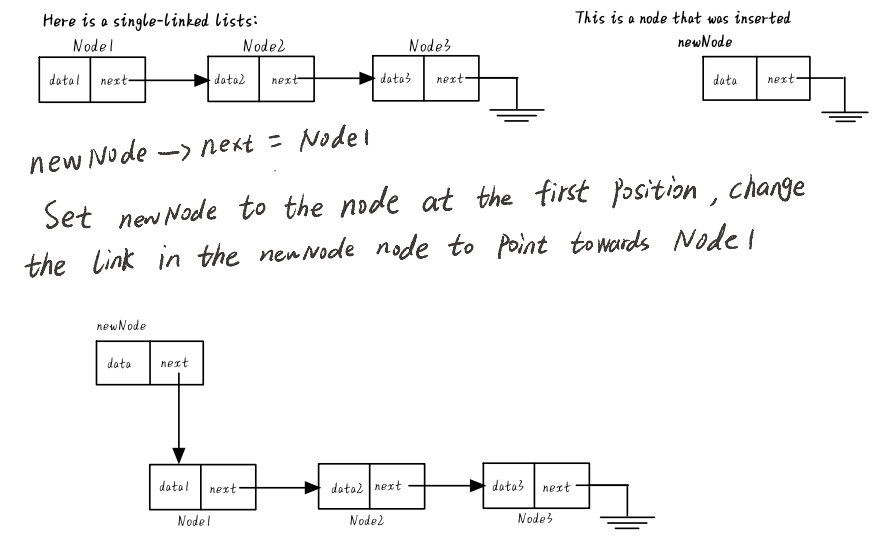 Here is a single-linked lists:
This is a node that was inserted
Node1
Node2
Node3
newNode
data1 next
data2 next
data3 next
data next
newNode -> next = Node1
Set newNode to the node at the first position, change
the link in the newNode node to point towards Node1
newNode
data next
data1 next
data2 next
data3 next
Node1
Node2
Node3